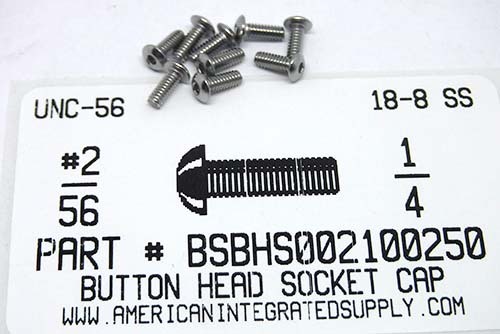 UNC-56 18-8 SS
#2 1
56 4
PART # BSBHS002100250
BUTTON HEAD SOCKET CAP
WWW.AMERICANINTEGRATEDSUPPLY.COM